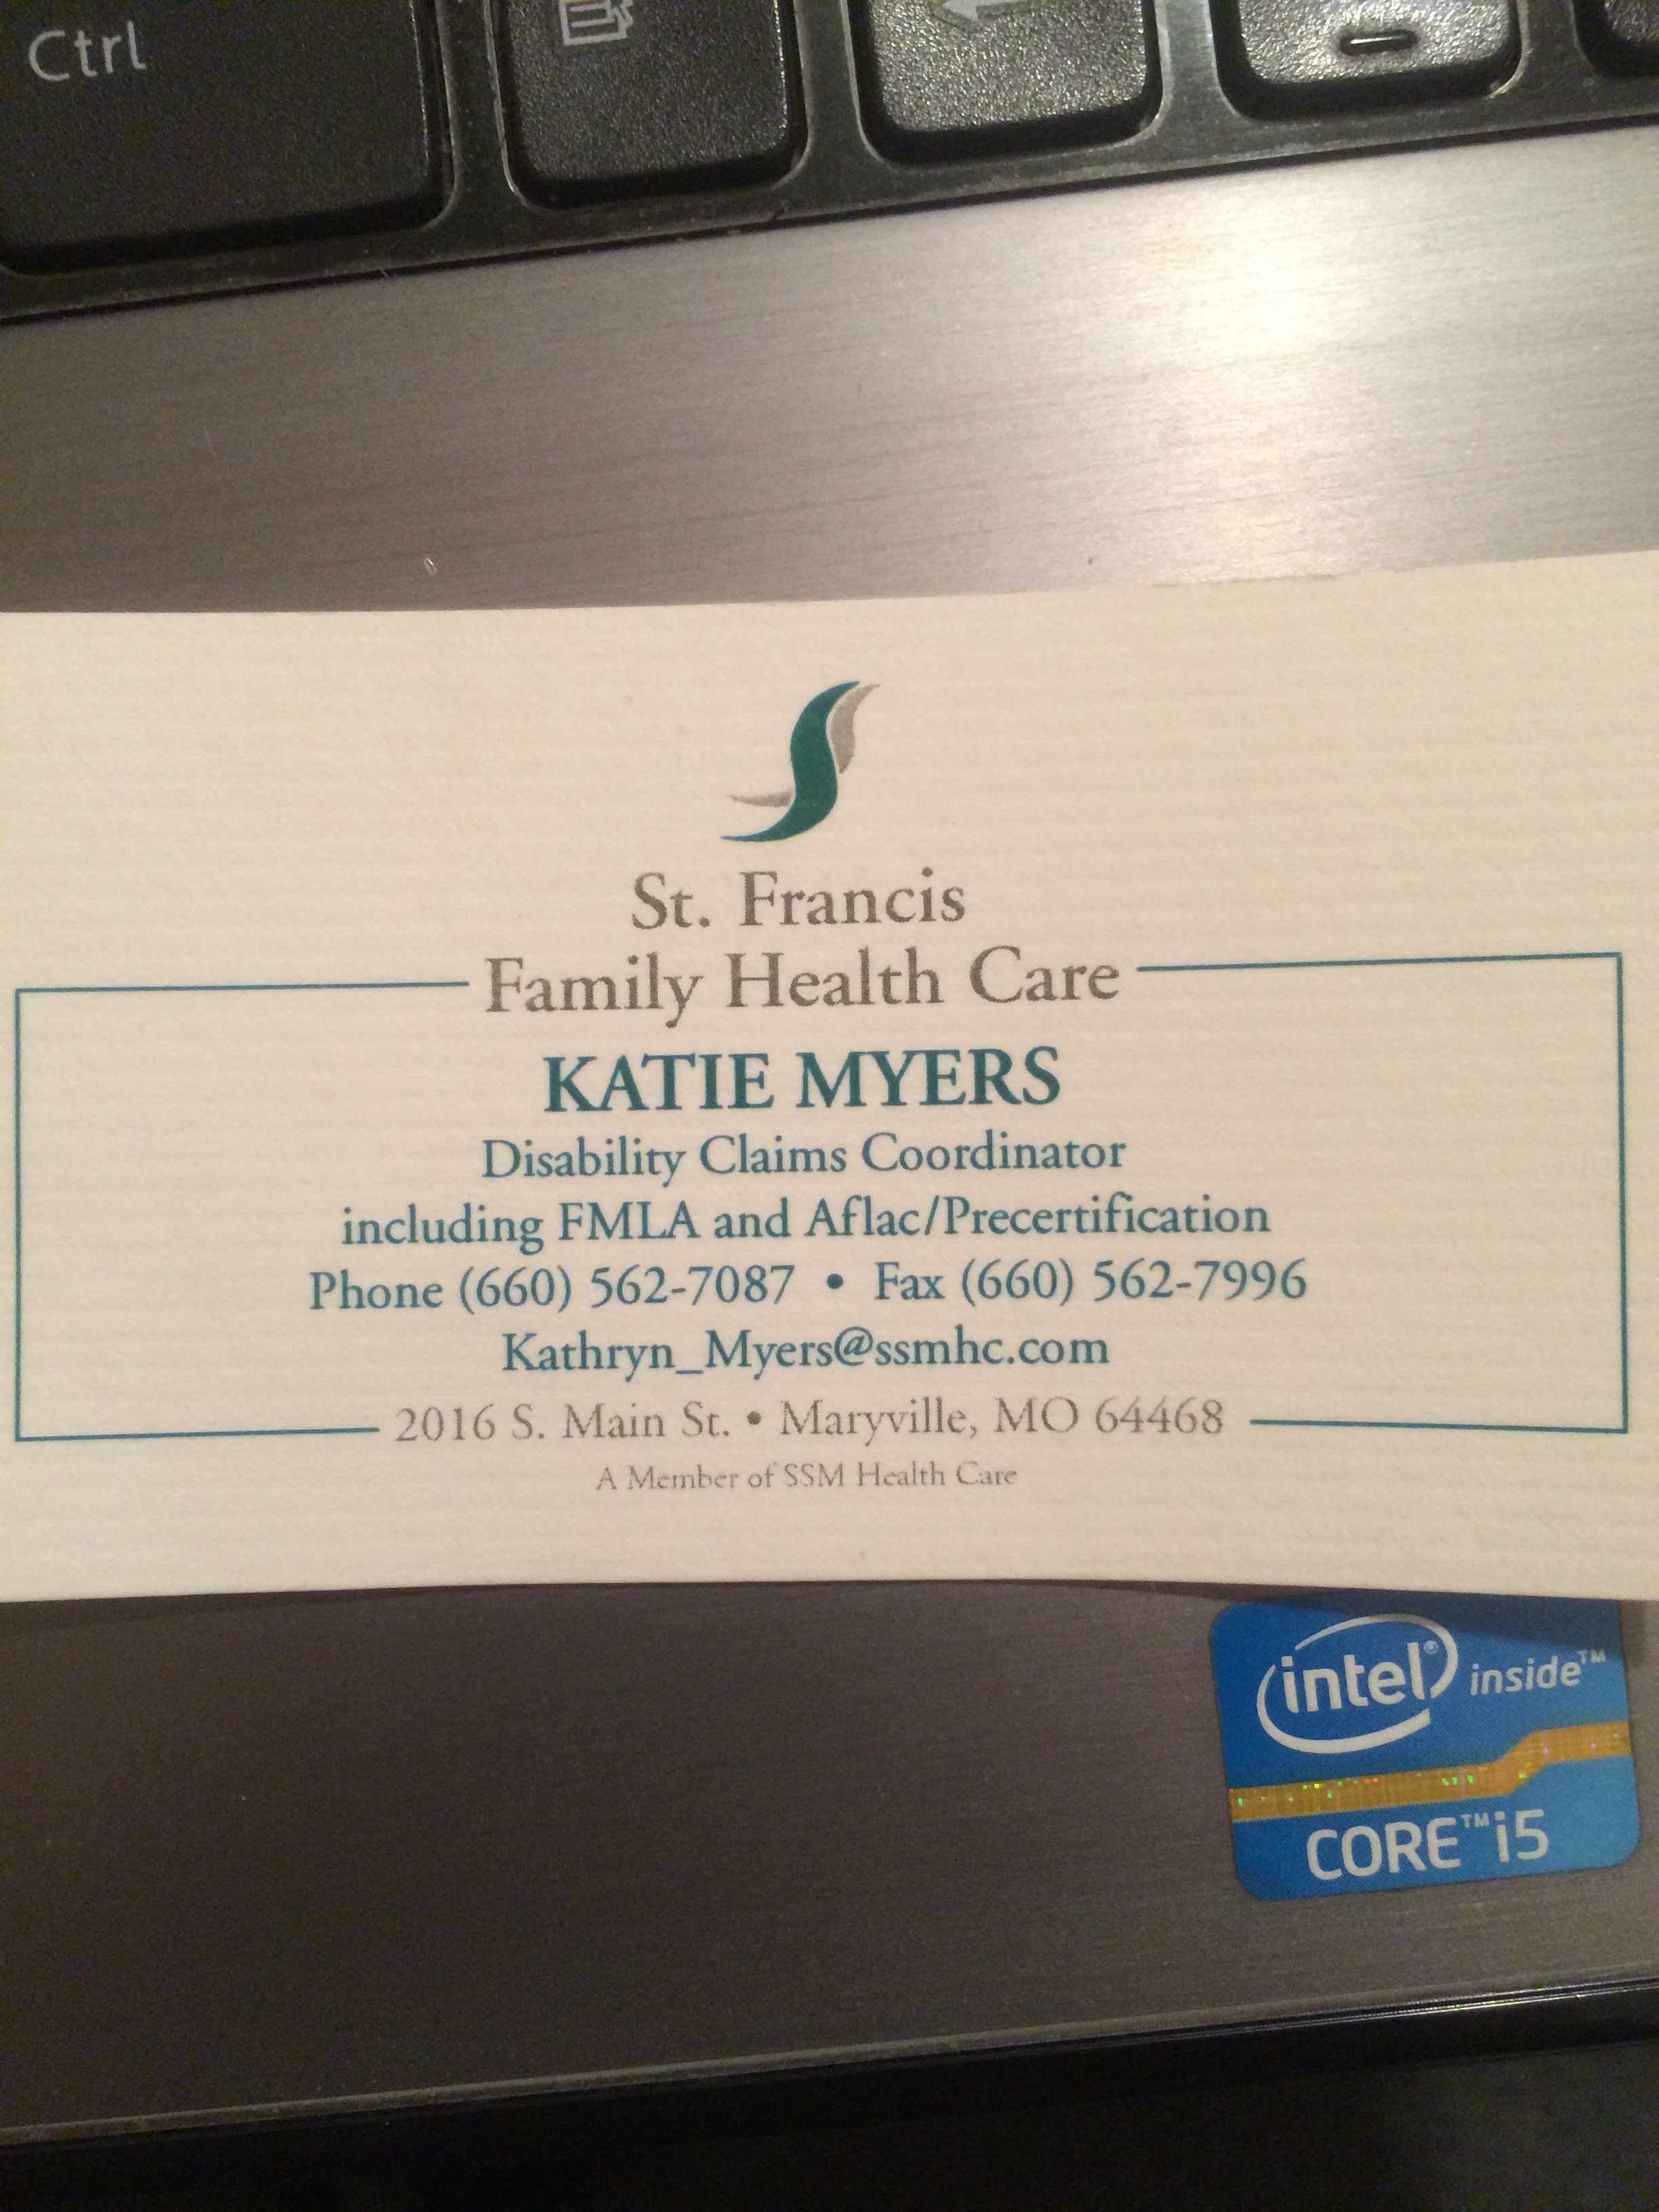 Ctrl
St. Francis
Family Health Care
KATIE MYERS
Disability Claims Coordinator
including FMLA and Aflac/Precertification
Phone (660) 562-7087 • Fax (660) 562-7996
Kathryn_Myers@ssmhc.com
2016 S. Main St. • Maryville, MO 64468
A Member of SSM Health Care
intel® inside™
CORE™ i5